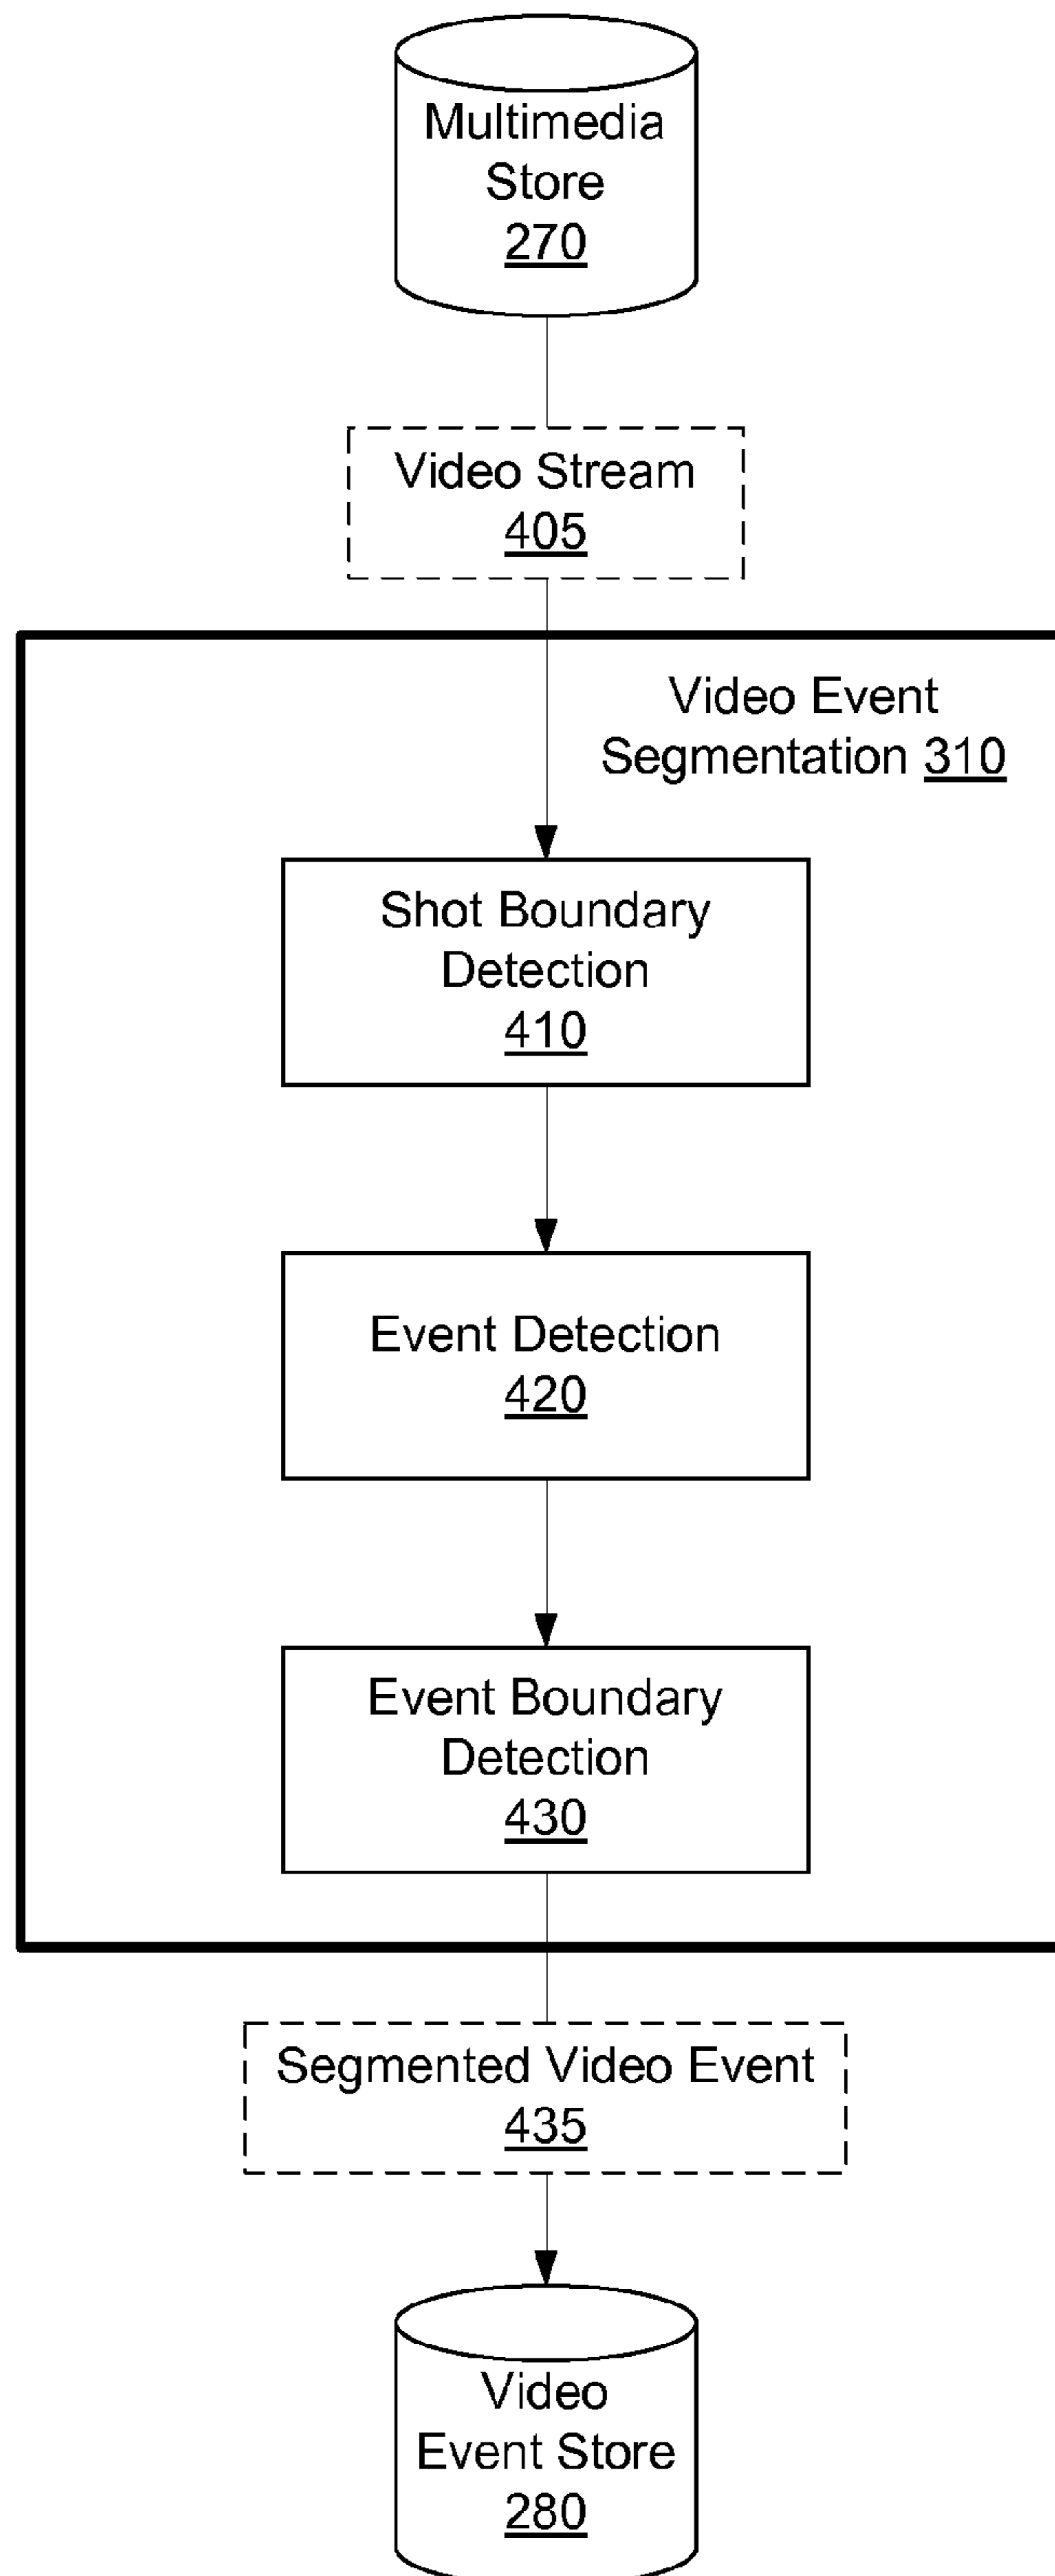 Multimedia
Store
270
Video Stream
405
Video Event
Segmentation 310
Shot Boundary
Detection
410
Event Detection
420
Event Boundary
Detection
430
Segmented Video Event
435
Video
Event Store
280